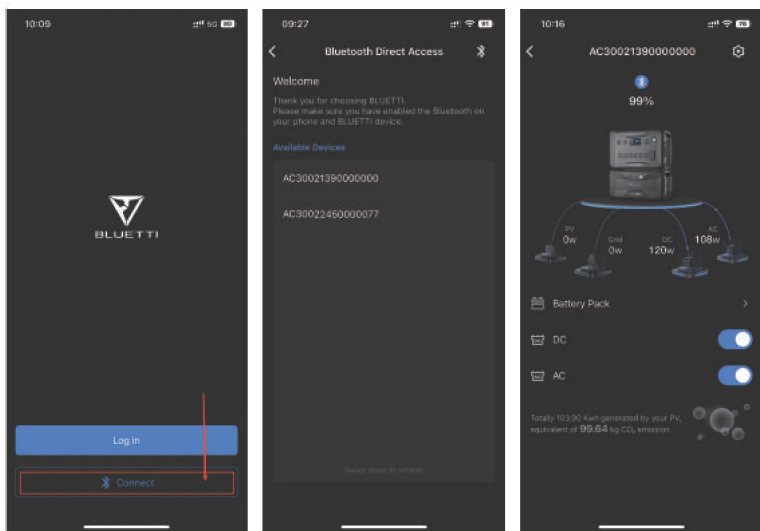 10:09
5G 80
BLUETTI
Log in
Connect
09:27
81
Bluetooth Direct Access
Welcome
Thank you for choosing BLUETTI.
Please make sure you have enabled the Bluetooth on
your phone and BLUETTI device.
Available Devices
AC30021390000000
AC30022450000077
Swipe down to refresh
10:16
AC30021390000000
99%
PV
0w
Grid
0w
DC
120w
AC
108w
Battery Pack
DC
AC
Totally 103.90 Kwh generated by your PV,
equivalent of 99.64 kg CO₂ emission.